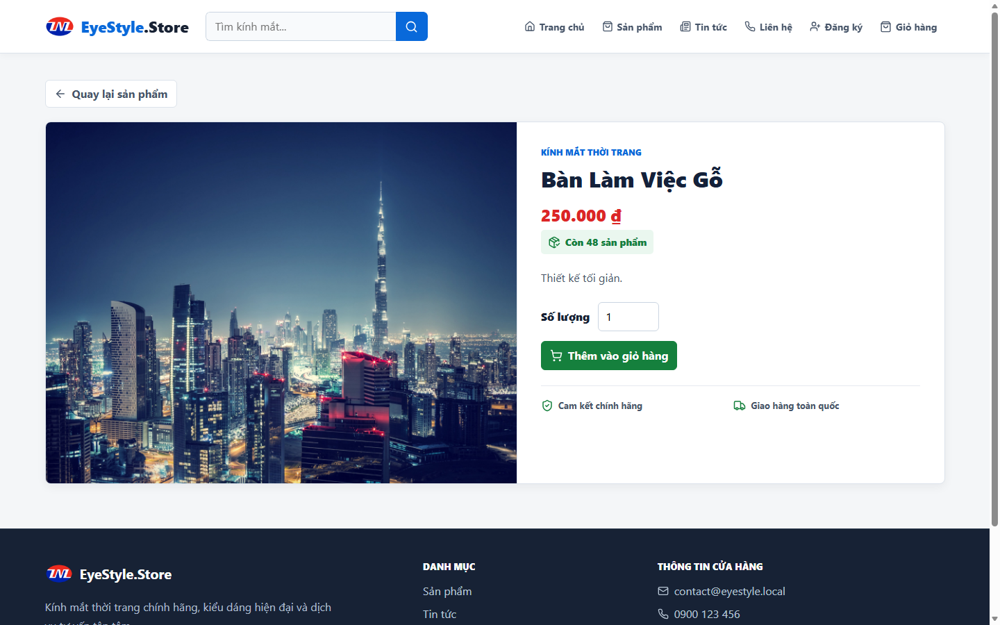 ZNZ EyeStyle.Store
Tìm kính mắt...
Trang chủ
Sản phẩm
Tin tức
Liên hệ
Đăng ký
Giỏ hàng
Quay lại sản phẩm
KÍNH MẮT THỜI TRANG
Bàn Làm Việc Gỗ
250.000 ₫
Còn 48 sản phẩm
Thiết kế tối giản.
Số lượng 1
Thêm vào giỏ hàng
Cam kết chính hãng
Giao hàng toàn quốc
EyeStyle.Store
Kính mắt thời trang chính hãng, kiểu dáng hiện đại và dịch
DANH MỤC
Sản phẩm
Tin tức
THÔNG TIN CỬA HÀNG
contact@eyestyle.local
0900 123 456